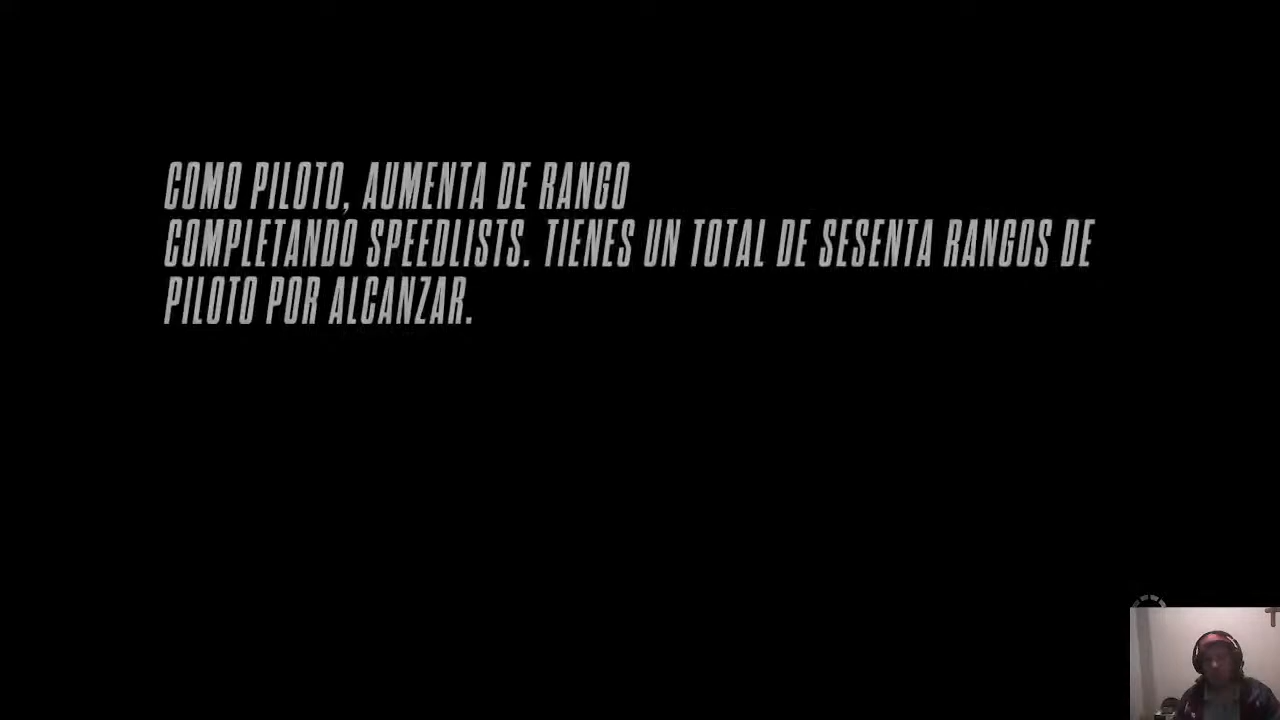 COMO PILOTO, AUMENTA DE RANGO
COMPLETANDO SPEEDLISTS. TIENES UN TOTAL DE SESENTA RANGOS DE
PILOTO POR ALCANZAR.